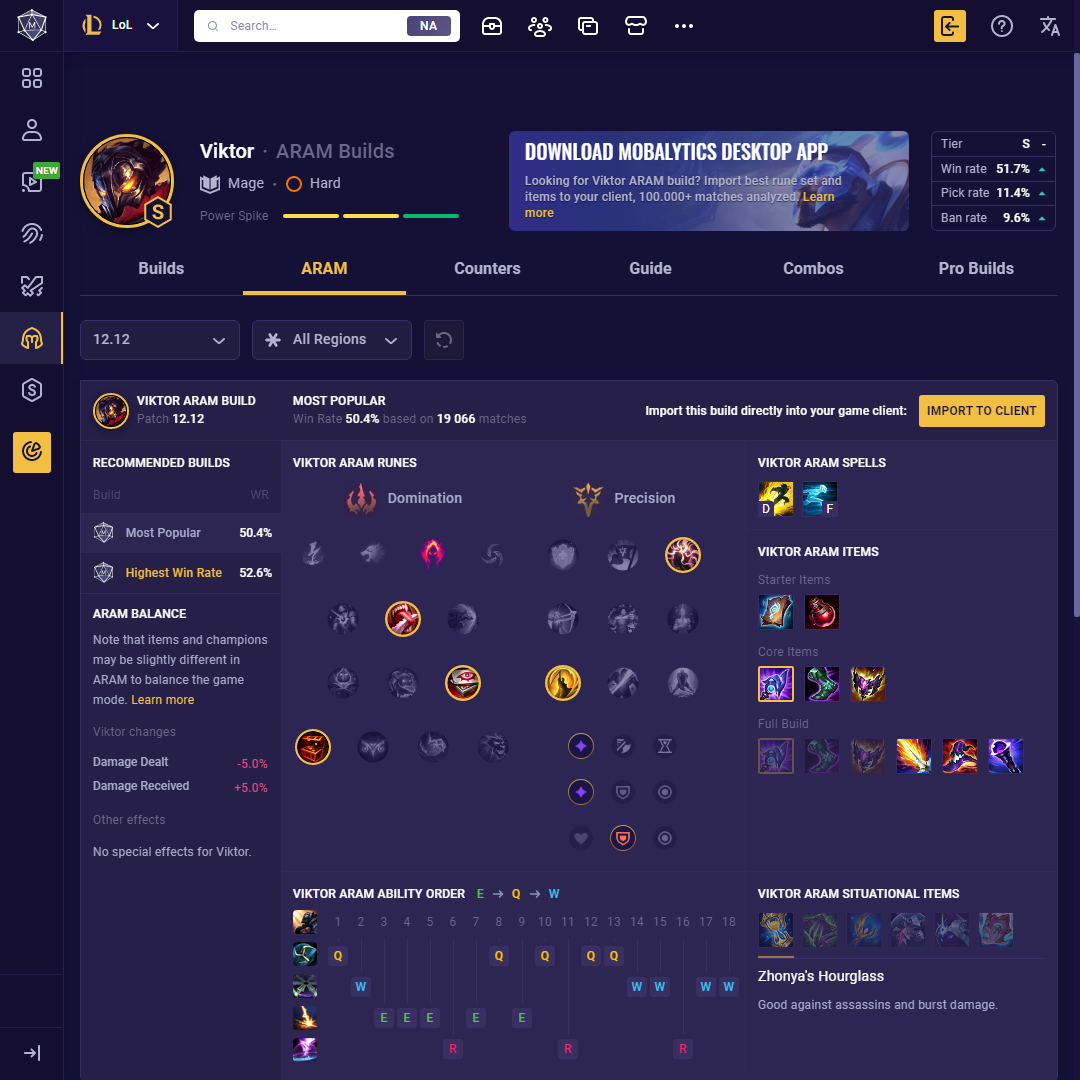 LoL
Search...
NA
NEW
Viktor · ARAM Builds
Mage · Hard
Power Spike
S
DOWNLOAD MOBALYTICS DESKTOP APP
Looking for Viktor ARAM build? Import best rune set and
items to your client, 100.000+ matches analyzed. Learn
more
Tier S -
Win rate 51.7%
Pick rate 11.4%
Ban rate 9.6%
Builds
ARAM
Counters
Guide
Combos
Pro Builds
12.12
All Regions
VIKTOR ARAM BUILD
Patch 12.12
MOST POPULAR
Win Rate 50.4% based on 19 066 matches
Import this build directly into your game client:
IMPORT TO CLIENT
RECOMMENDED BUILDS
Build WR
Most Popular 50.4%
Highest Win Rate 52.6%
ARAM BALANCE
Note that items and champions
may be slightly different in
ARAM to balance the game
mode. Learn more
Viktor changes
Damage Dealt -5.0%
Damage Received +5.0%
Other effects
No special effects for Viktor.
VIKTOR ARAM RUNES
Domination
Precision
VIKTOR ARAM SPELLS
D F
VIKTOR ARAM ITEMS
Starter Items
Core Items
Full Build
VIKTOR ARAM ABILITY ORDER E → Q → W
1 2 3 4 5 6 7 8 9 10 11 12 13 14 15 16 17 18
Q Q Q Q Q
W W W W W
E E E E E
R R R
VIKTOR ARAM SITUATIONAL ITEMS
Zhonya's Hourglass
Good against assassins and burst damage.